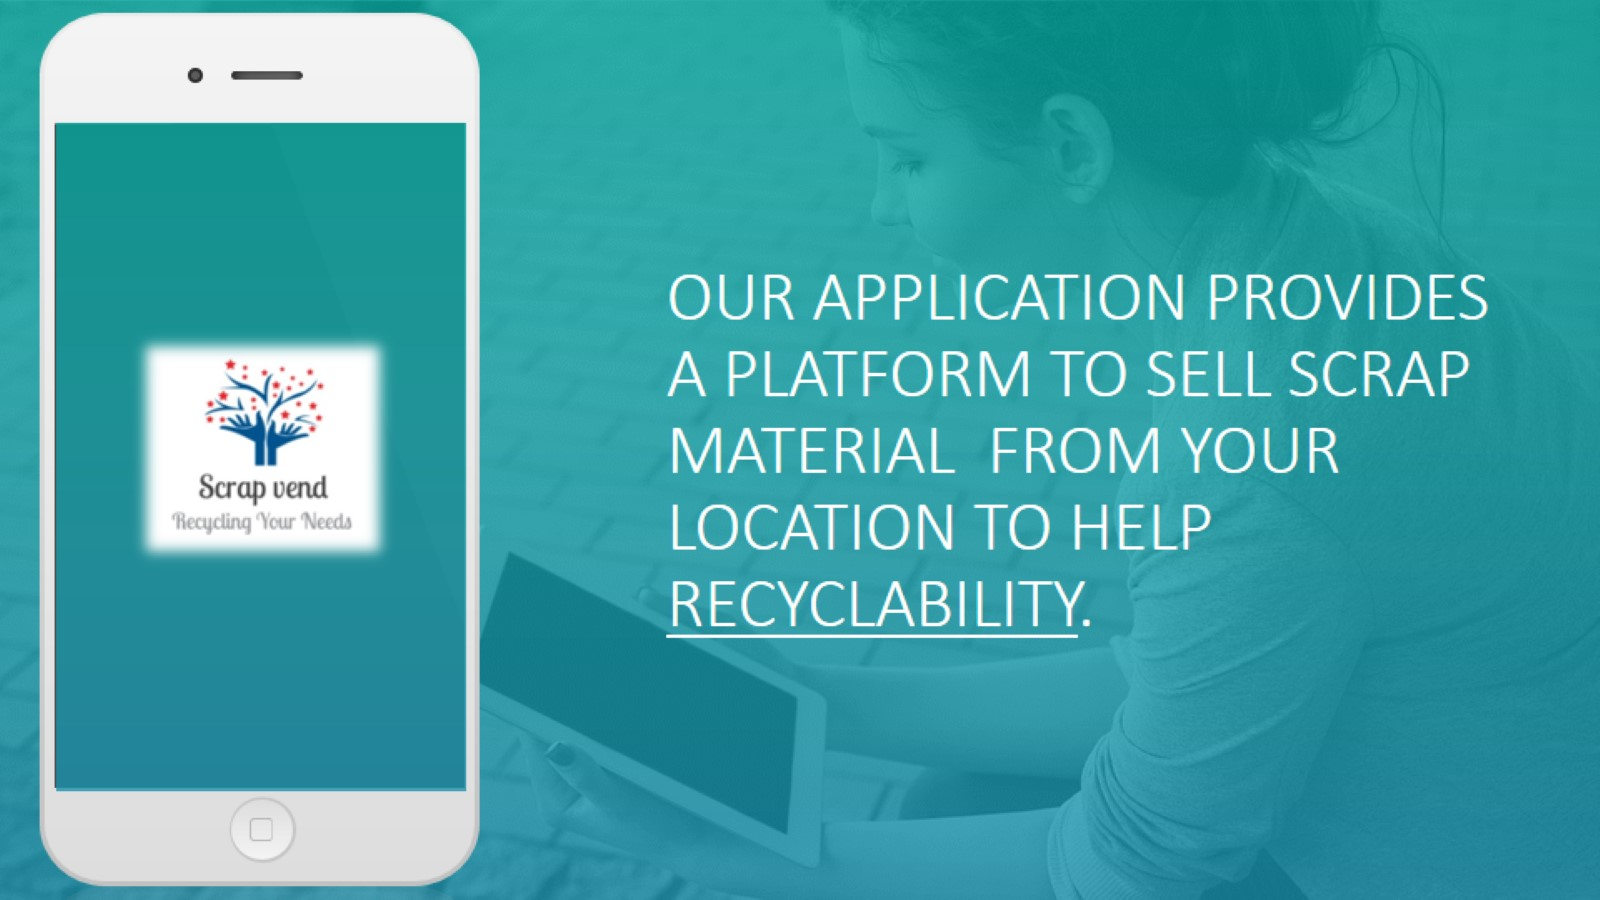 Scrap vend
Recycling Your Needs
OUR APPLICATION PROVIDES
A PLATFORM TO SELL SCRAP
MATERIAL  FROM YOUR
LOCATION TO HELP
RECYCLABILITY.